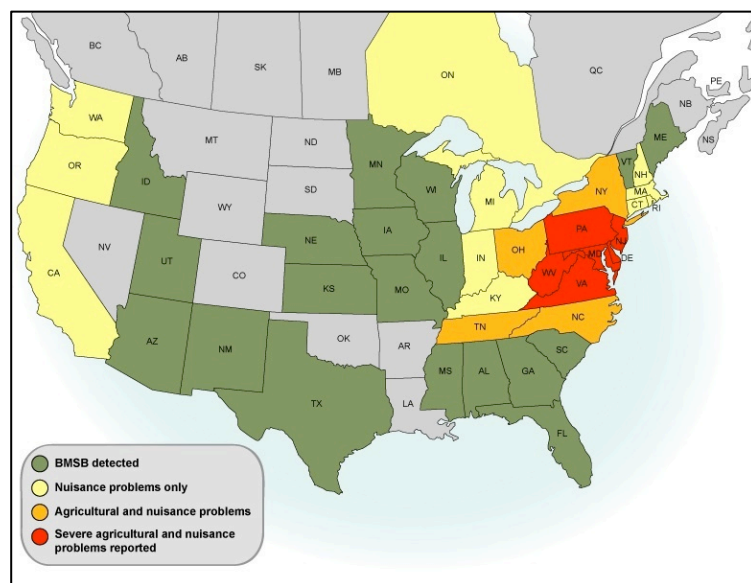 BC
AB
SK
MB
ON
QC
PE
NB
NS
WA
MT
ND
MN
ME
VT
NH
MA
CT
RI
OR
ID
SD
WI
MI
NY
WY
IA
PA
NJ
NE
OH
MD
DE
NV
UT
CO
IL
IN
WV
VA
CA
KS
MO
KY
NC
TN
AZ
NM
OK
AR
SC
MS
AL
GA
TX
LA
FL
BMSB detected
Nuisance problems only
Agricultural and nuisance problems
Severe agricultural and nuisance
problems reported